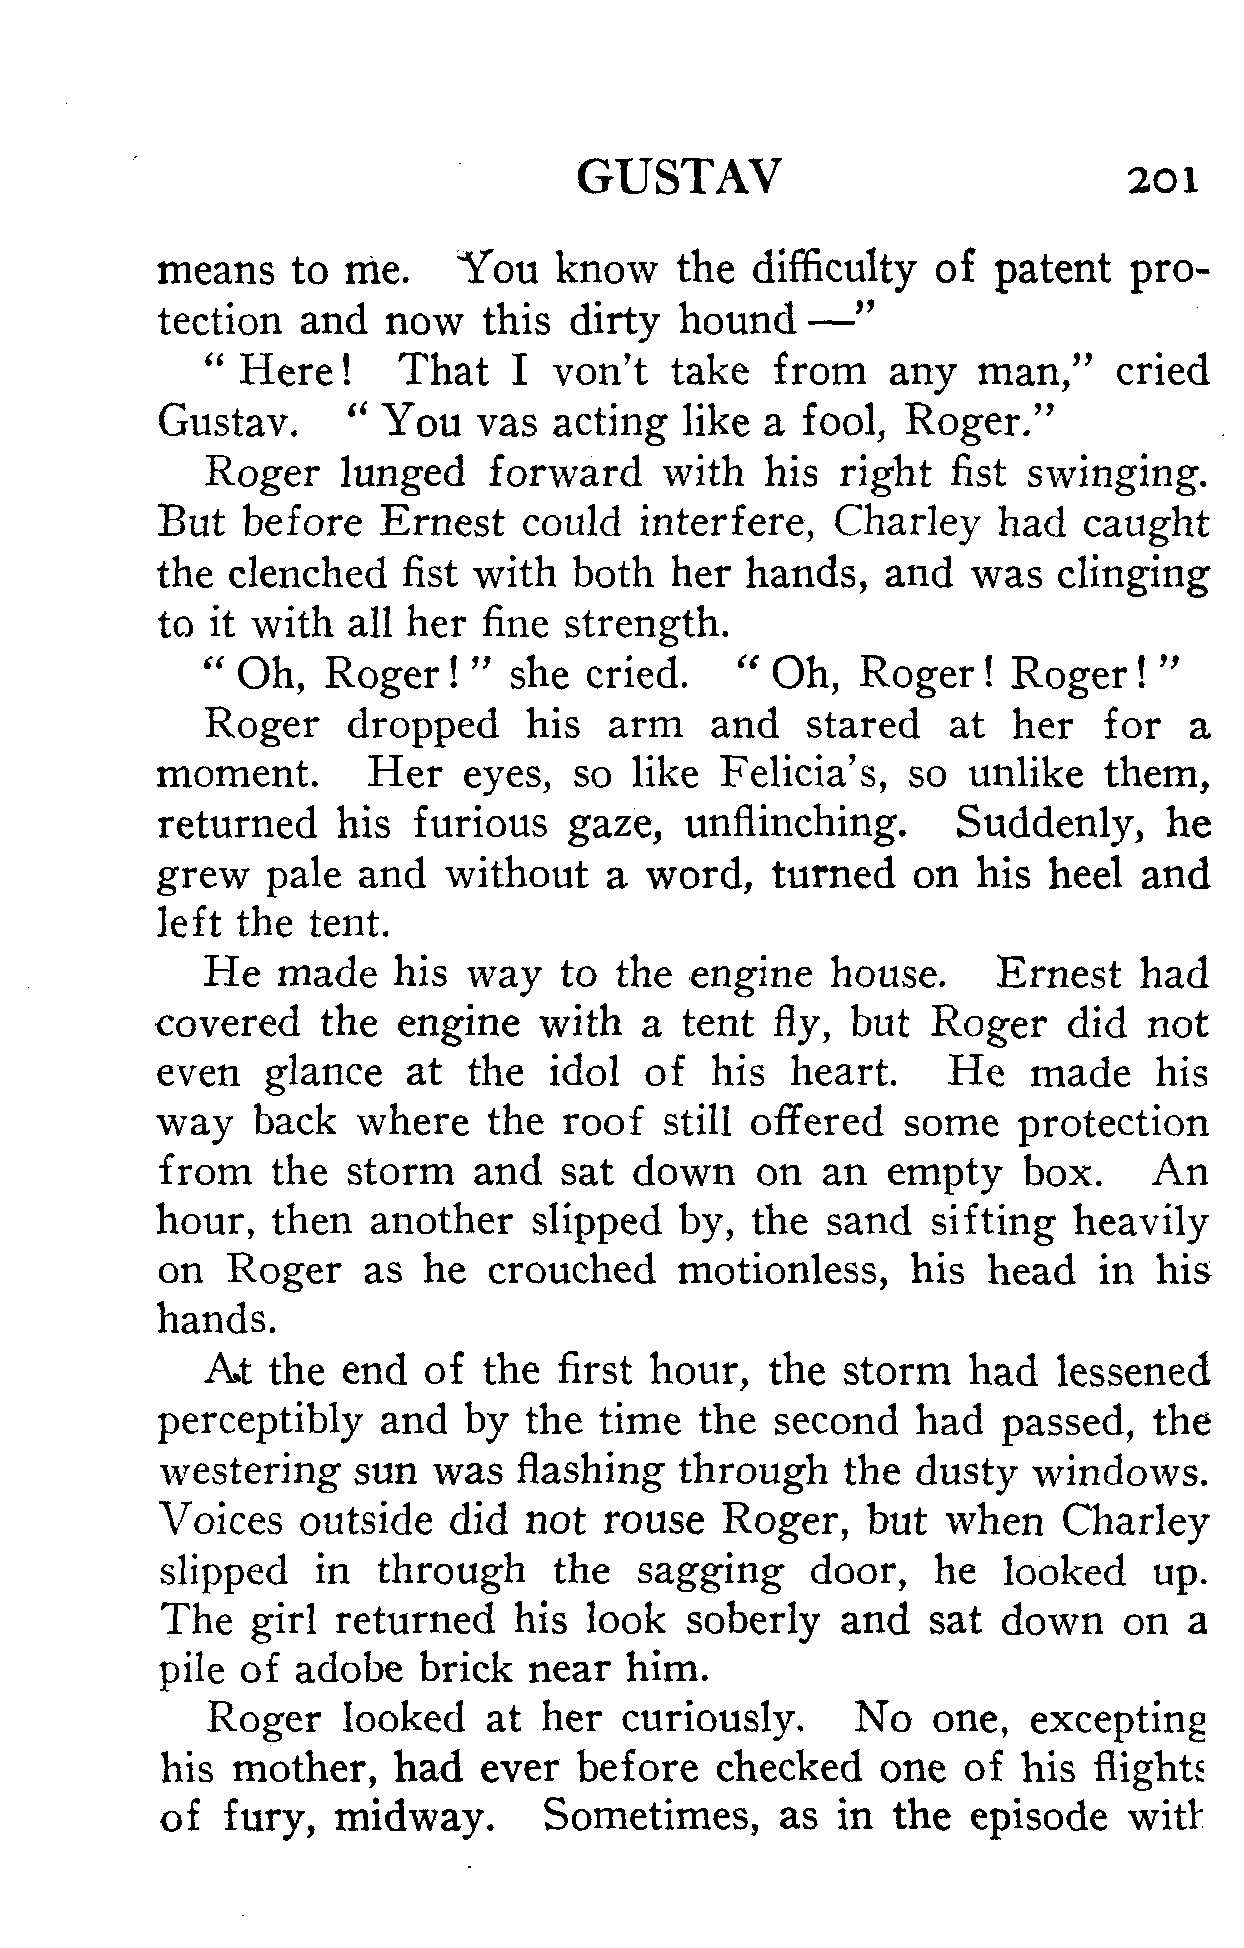 GUSTAV 201
means to me. You know the difficulty of patent pro-
tection and now this dirty hound —"
" Here! That I von't take from any man," cried
Gustav. " You vas acting like a fool, Roger."
Roger lunged forward with his right fist swinging.
But before Ernest could interfere, Charley had caught
the clenched fist with both her hands, and was clinging
to it with all her fine strength.
" Oh, Roger! " she cried. " Oh, Roger! Roger! "
Roger dropped his arm and stared at her for a
moment. Her eyes, so like Felicia's, so unlike them,
returned his furious gaze, unflinching. Suddenly, he
grew pale and without a word, turned on his heel and
left the tent.
He made his way to the engine house. Ernest had
covered the engine with a tent fly, but Roger did not
even glance at the idol of his heart. He made his
way back where the roof still offered some protection
from the storm and sat down on an empty box. An
hour, then another slipped by, the sand sifting heavily
on Roger as he crouched motionless, his head in his
hands.
At the end of the first hour, the storm had lessened
perceptibly and by the time the second had passed, the
westering sun was flashing through the dusty windows.
Voices outside did not rouse Roger, but when Charley
slipped in through the sagging door, he looked up.
The girl returned his look soberly and sat down on a
pile of adobe brick near him.
Roger looked at her curiously. No one, excepting
his mother, had ever before checked one of his flights
of fury, midway. Sometimes, as in the episode with